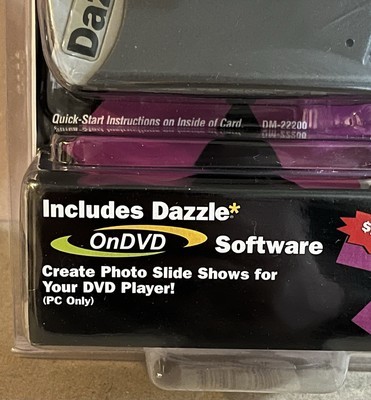 Daz
Quick-Start Instructions on Inside of Card DM-22200
Includes Dazzle*
OnDVD Software
Create Photo Slide Shows for
Your DVD Player!
(PC Only)
$